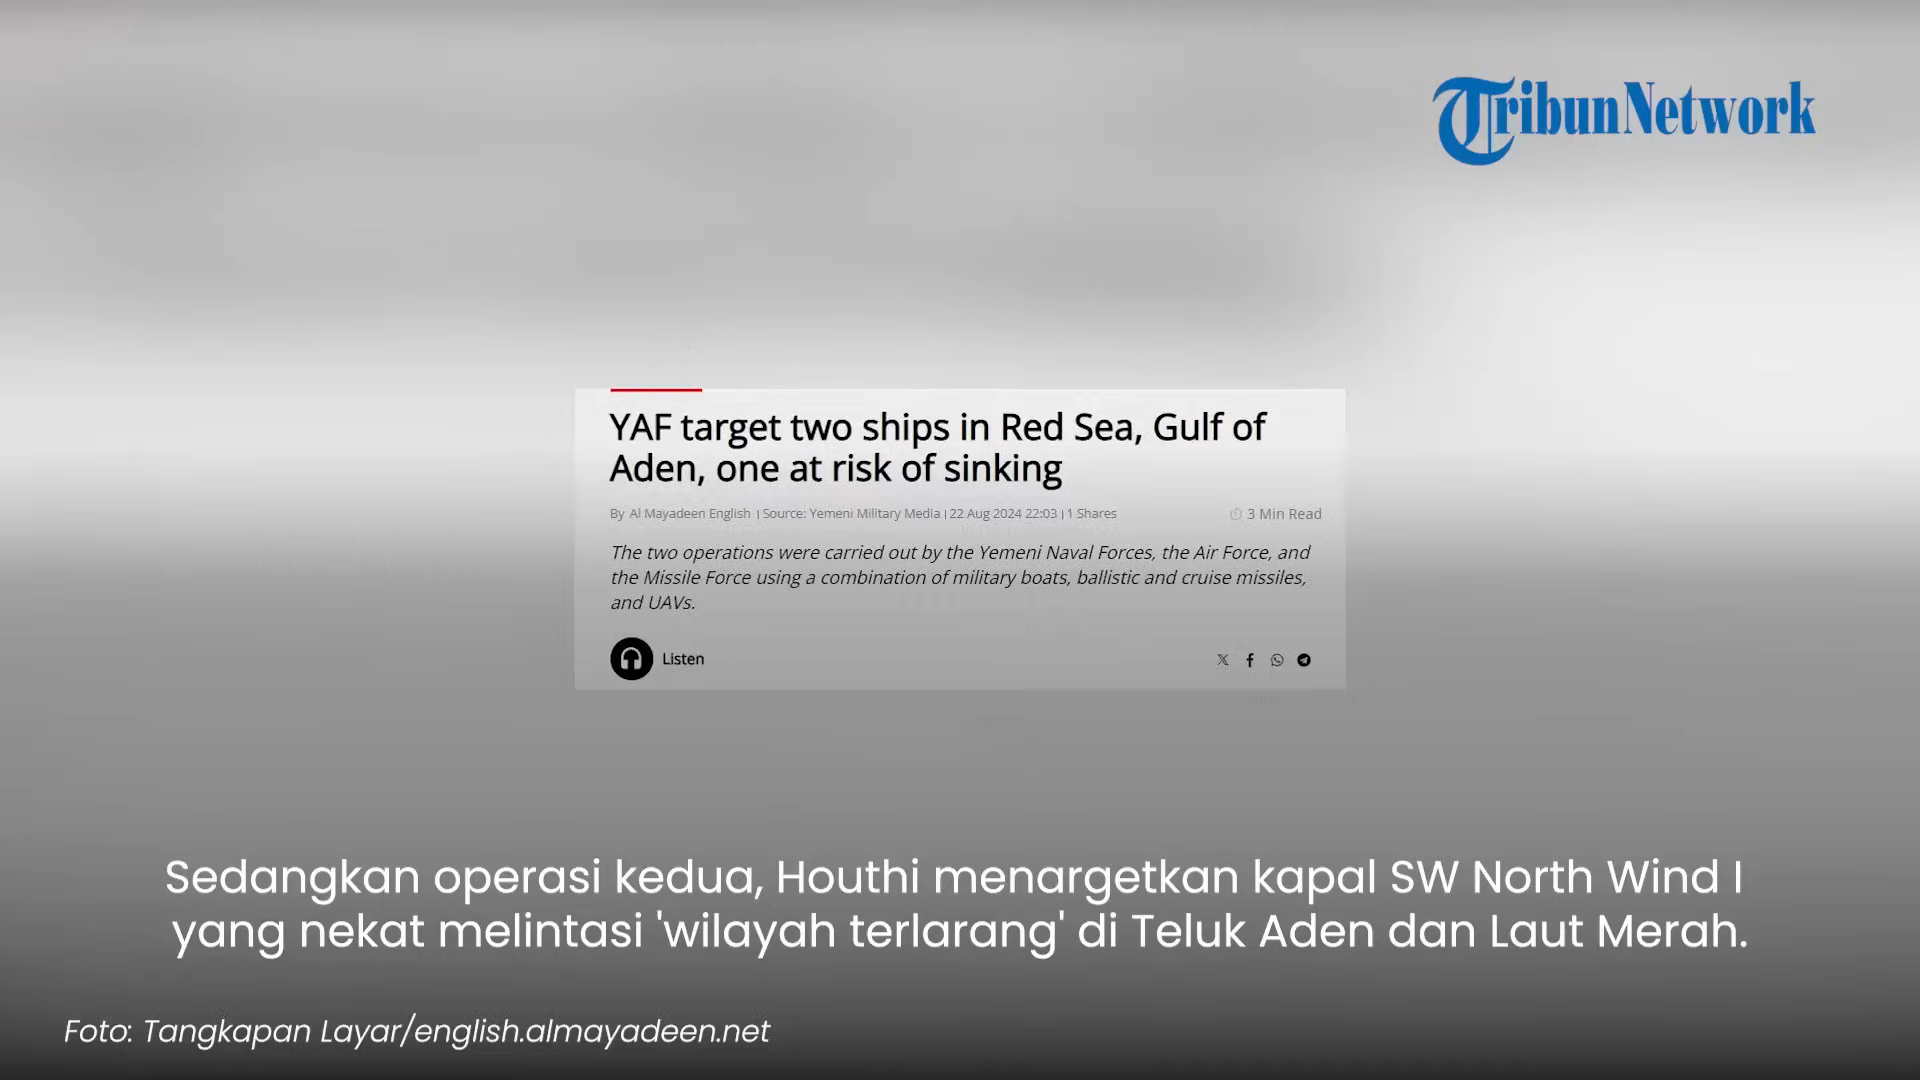 TribunNetwork
YAF target two ships in Red Sea, Gulf of
Aden, one at risk of sinking
By Al Mayadeen English | Source: Yemeni Military Media | 22 Aug 2024 22:03 | 1 Shares
3 Min Read
The two operations were carried out by the Yemeni Naval Forces, the Air Force, and
the Missile Force using a combination of military boats, ballistic and cruise missiles,
and UAVs.
Listen
Sedangkan operasi kedua, Houthi menargetkan kapal SW North Wind I
yang nekat melintasi 'wilayah terlarang' di Teluk Aden dan Laut Merah.
Foto: Tangkapan Layar/english.almayadeen.net